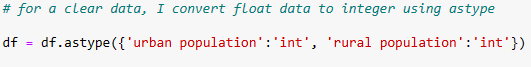 # for a clear data, I convert float data to integer using astype
df = df.astype({'urban population':'int', 'rural population':'int'})